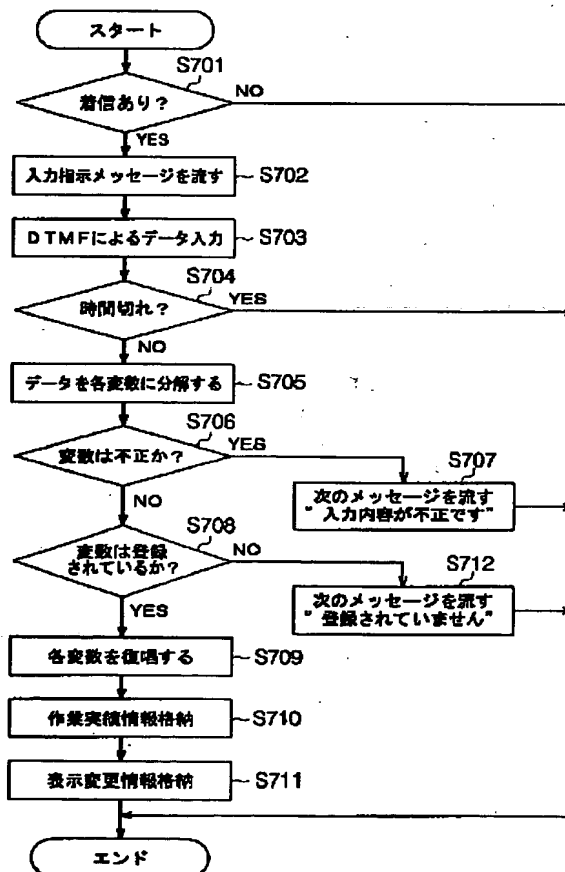 スタート
S701
着信あり?
NO
YES
入力指示メッセージを流す
S702
DTMFによるデータ入力
S703
S704
時間切れ?
YES
NO
データを各変数に分解する
S705
S706
変数は不正か?
YES
NO
S707
次のメッセージを流す
"入力内容が不正です"
S708
変数は登録
されているか?
NO
YES
S712
次のメッセージを流す
"登録されていません"
各変数を復唱する
S709
作業実績情報格納
S710
表示変更情報格納
S711
エンド